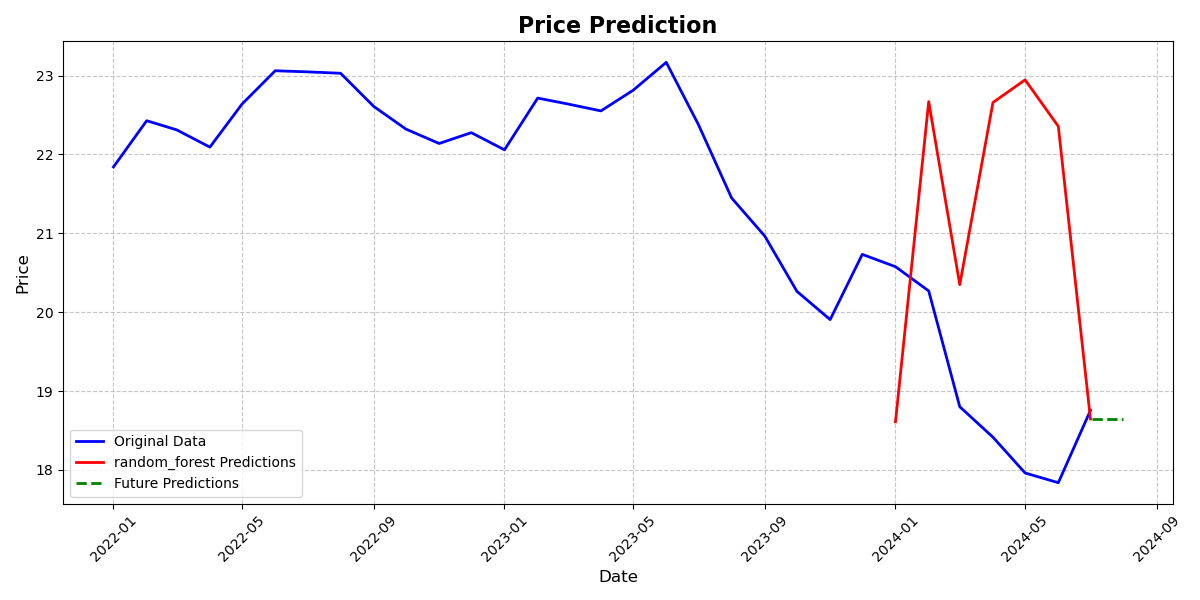 Price Prediction
Price
23
22
21
20
19
18
Original Data
random_forest Predictions
Future Predictions
2022-01
2022-05
2022-09
2023-01
2023-05
2023-09
2024-01
2024-05
2024-09
Date